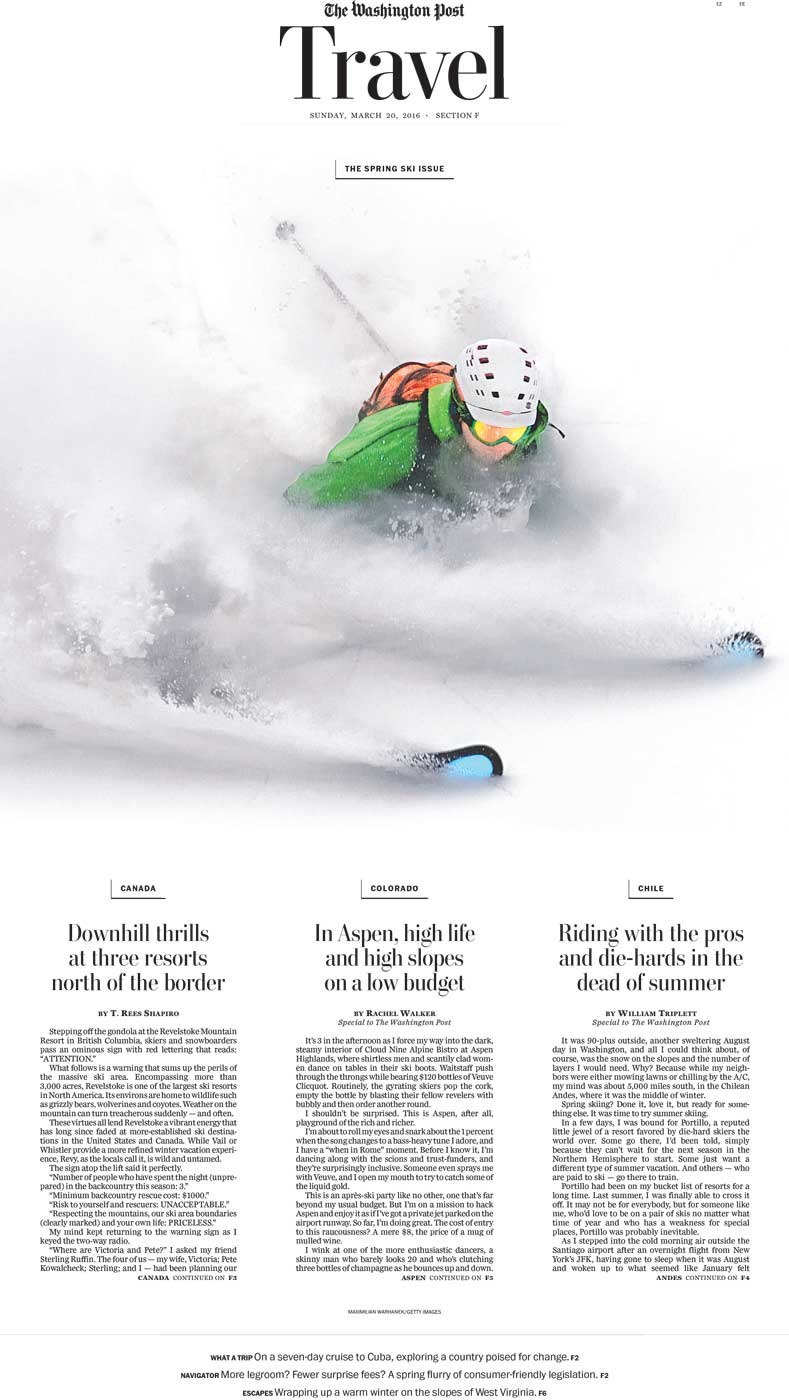 The Washington Post
EZ EE
Travel
SUNDAY, MARCH 20, 2016 · SECTION F
THE SPRING SKI ISSUE
CANADA
Downhill thrills
at three resorts
north of the border
BY T. REES SHAPIRO
Stepping off the gondola at the Revelstoke Mountain
Resort in British Columbia, skiers and snowboarders
pass an ominous sign with red lettering that reads:
“ATTENTION.”
What follows is a warning that sums up the perils of
the massive ski area. Encompassing more than
3,000 acres, Revelstoke is one of the largest ski resorts
in North America. Its environs are home to wildlife such
as grizzly bears, wolverines and coyotes. Weather on the
mountain can turn treacherous suddenly — and often.
These virtues all lend Revelstoke a vibrant energy that
has long since faded at more-established ski destina-
tions in the United States and Canada. While Vail or
Whistler provide a more refined winter vacation experi-
ence, Revy, as the locals call it, is wild and untamed.
The sign atop the lift said it perfectly.
“Number of people who have spent the night (unpre-
pared) in the backcountry this season: 3.”
“Minimum backcountry rescue cost: $1000.”
“Risk to yourself and rescuers: UNACCEPTABLE.”
“Respecting the mountains, our ski area boundaries
(clearly marked) and your own life: PRICELESS.”
My mind kept returning to the warning sign as I
keyed the two-way radio.
“Where are Victoria and Pete?” I asked my friend
Sterling Ruffin. The four of us — my wife, Victoria; Pete
Kowalcheck; Sterling; and I — had been planning our
CANADA CONTINUED ON F3
COLORADO
In Aspen, high life
and high slopes
on a low budget
BY RACHEL WALKER
Special to The Washington Post
It’s 3 in the afternoon as I force my way into the dark,
steamy interior of Cloud Nine Alpine Bistro at Aspen
Highlands, where shirtless men and scantily clad wom-
en dance on tables in their ski boots. Waitstaff push
through the throngs while bearing $120 bottles of Veuve
Clicquot. Routinely, the gyrating skiers pop the cork,
empty the bottle by blasting their fellow revelers with
bubbly and then order another round.
I shouldn’t be surprised. This is Aspen, after all,
playground of the rich and richer.
I’m about to roll my eyes and snark about the 1 percent
when the song changes to a bass-heavy tune I adore, and
I have a “when in Rome” moment. Before I know it, I’m
dancing along with the scions and trust-funders, and
they’re surprisingly inclusive. Someone even sprays me
with Veuve, and I open my mouth to try to catch some of
the liquid gold.
This is an après-ski party like no other, one that’s far
beyond my usual budget. But I’m on a mission to hack
Aspen and enjoy it as if I’ve got a private jet parked on the
airport runway. So far, I’m doing great. The cost of entry
to this raucousness? A mere $8, the price of a mug of
mulled wine.
I wink at one of the more enthusiastic dancers, a
skinny man who barely looks 20 and who’s clutching
three bottles of champagne as he bounces up and down.
ASPEN CONTINUED ON F5
CHILE
Riding with the pros
and die-hards in the
dead of summer
BY WILLIAM TRIPLETT
Special to The Washington Post
It was 90-plus outside, another sweltering August
day in Washington, and all I could think about, of
course, was the snow on the slopes and the number of
layers I would need. Why? Because while my neigh-
bors were either mowing lawns or chilling by the A/C,
my mind was about 5,000 miles south, in the Chilean
Andes, where it was the middle of winter.
Spring skiing? Done it, love it, but ready for some-
thing else. It was time to try summer skiing.
In a few days, I was bound for Portillo, a reputed
little jewel of a resort favored by die-hard skiers the
world over. Some go there, I’d been told, simply
because they can’t wait for the next season in the
Northern Hemisphere to start. Some just want a
different type of summer vacation. And others — who
are paid to ski — go there to train.
Portillo had been on my bucket list of resorts for a
long time. Last summer, I was finally able to cross it
off. It may not be for everybody, but for someone like
me, who’d love to be on a pair of skis no matter what
time of year and who has a weakness for special
places, Portillo was probably inevitable.
As I stepped into the cold morning air outside the
Santiago airport after an overnight flight from New
York’s JFK, having gone to sleep when it was August
and woken up to what seemed like January felt
ANDES CONTINUED ON F4
MAXIMILIAN WARHANEK/GETTY IMAGES
WHAT A TRIP On a seven-day cruise to Cuba, exploring a country poised for change. F2
NAVIGATOR More legroom? Fewer surprise fees? A spring flurry of consumer-friendly legislation. F2
ESCAPES Wrapping up a warm winter on the slopes of West Virginia. F6